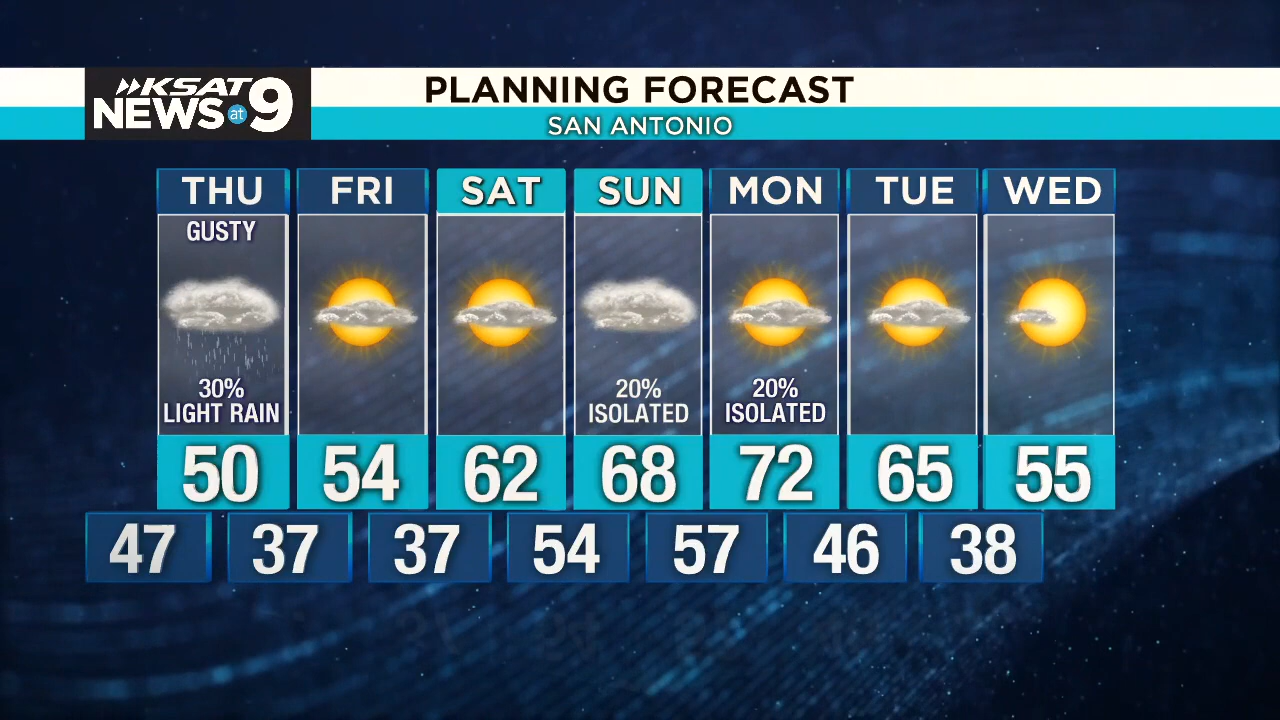 KSAT
NEWS at 9
PLANNING FORECAST
SAN ANTONIO
THU FRI SAT SUN MON TUE WED
GUSTY
30% 20% 20%
LIGHT RAIN ISOLATED ISOLATED
50 54 62 68 72 65 55
47 37 37 54 57 46 38